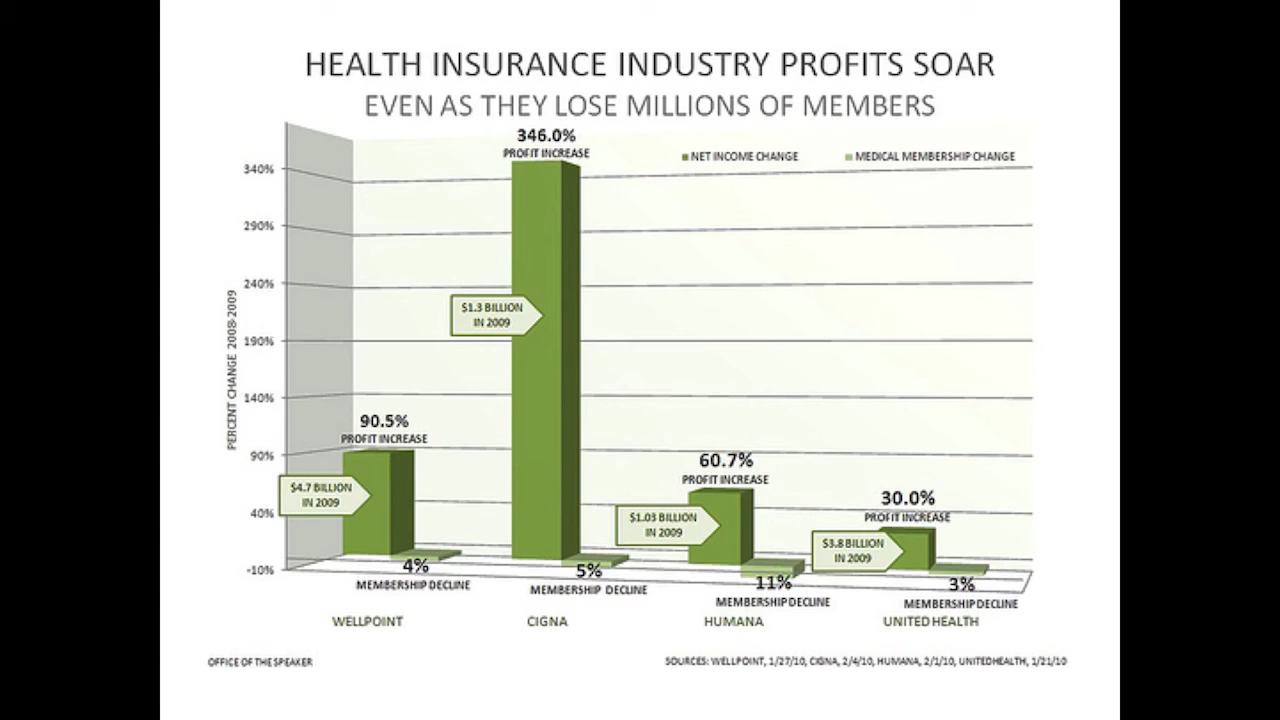 HEALTH INSURANCE INDUSTRY PROFITS SOAR
EVEN AS THEY LOSE MILLIONS OF MEMBERS
346.0%
PROFIT INCREASE
NET INCOME CHANGE
MEDICAL MEMBERSHIP CHANGE
340%
290%
240%
190%
140%
90%
40%
-10%
PERCENT CHANGE 2008-2009
$1.3 BILLION
IN 2009
90.5%
PROFIT INCREASE
$4.7 BILLION
IN 2009
60.7%
PROFIT INCREASE
$1.03 BILLION
IN 2009
30.0%
PROFIT INCREASE
$3.8 BILLION
IN 2009
4%
MEMBERSHIP DECLINE
5%
MEMBERSHIP DECLINE
11%
MEMBERSHIP DECLINE
3%
MEMBERSHIP DECLINE
WELLPOINT
CIGNA
HUMANA
UNITED HEALTH
OFFICE OF THE SPEAKER
SOURCES: WELLPOINT, 1/27/10, CIGNA, 2/4/10, HUMANA, 2/1/10, UNITEDHEALTH, 1/21/10